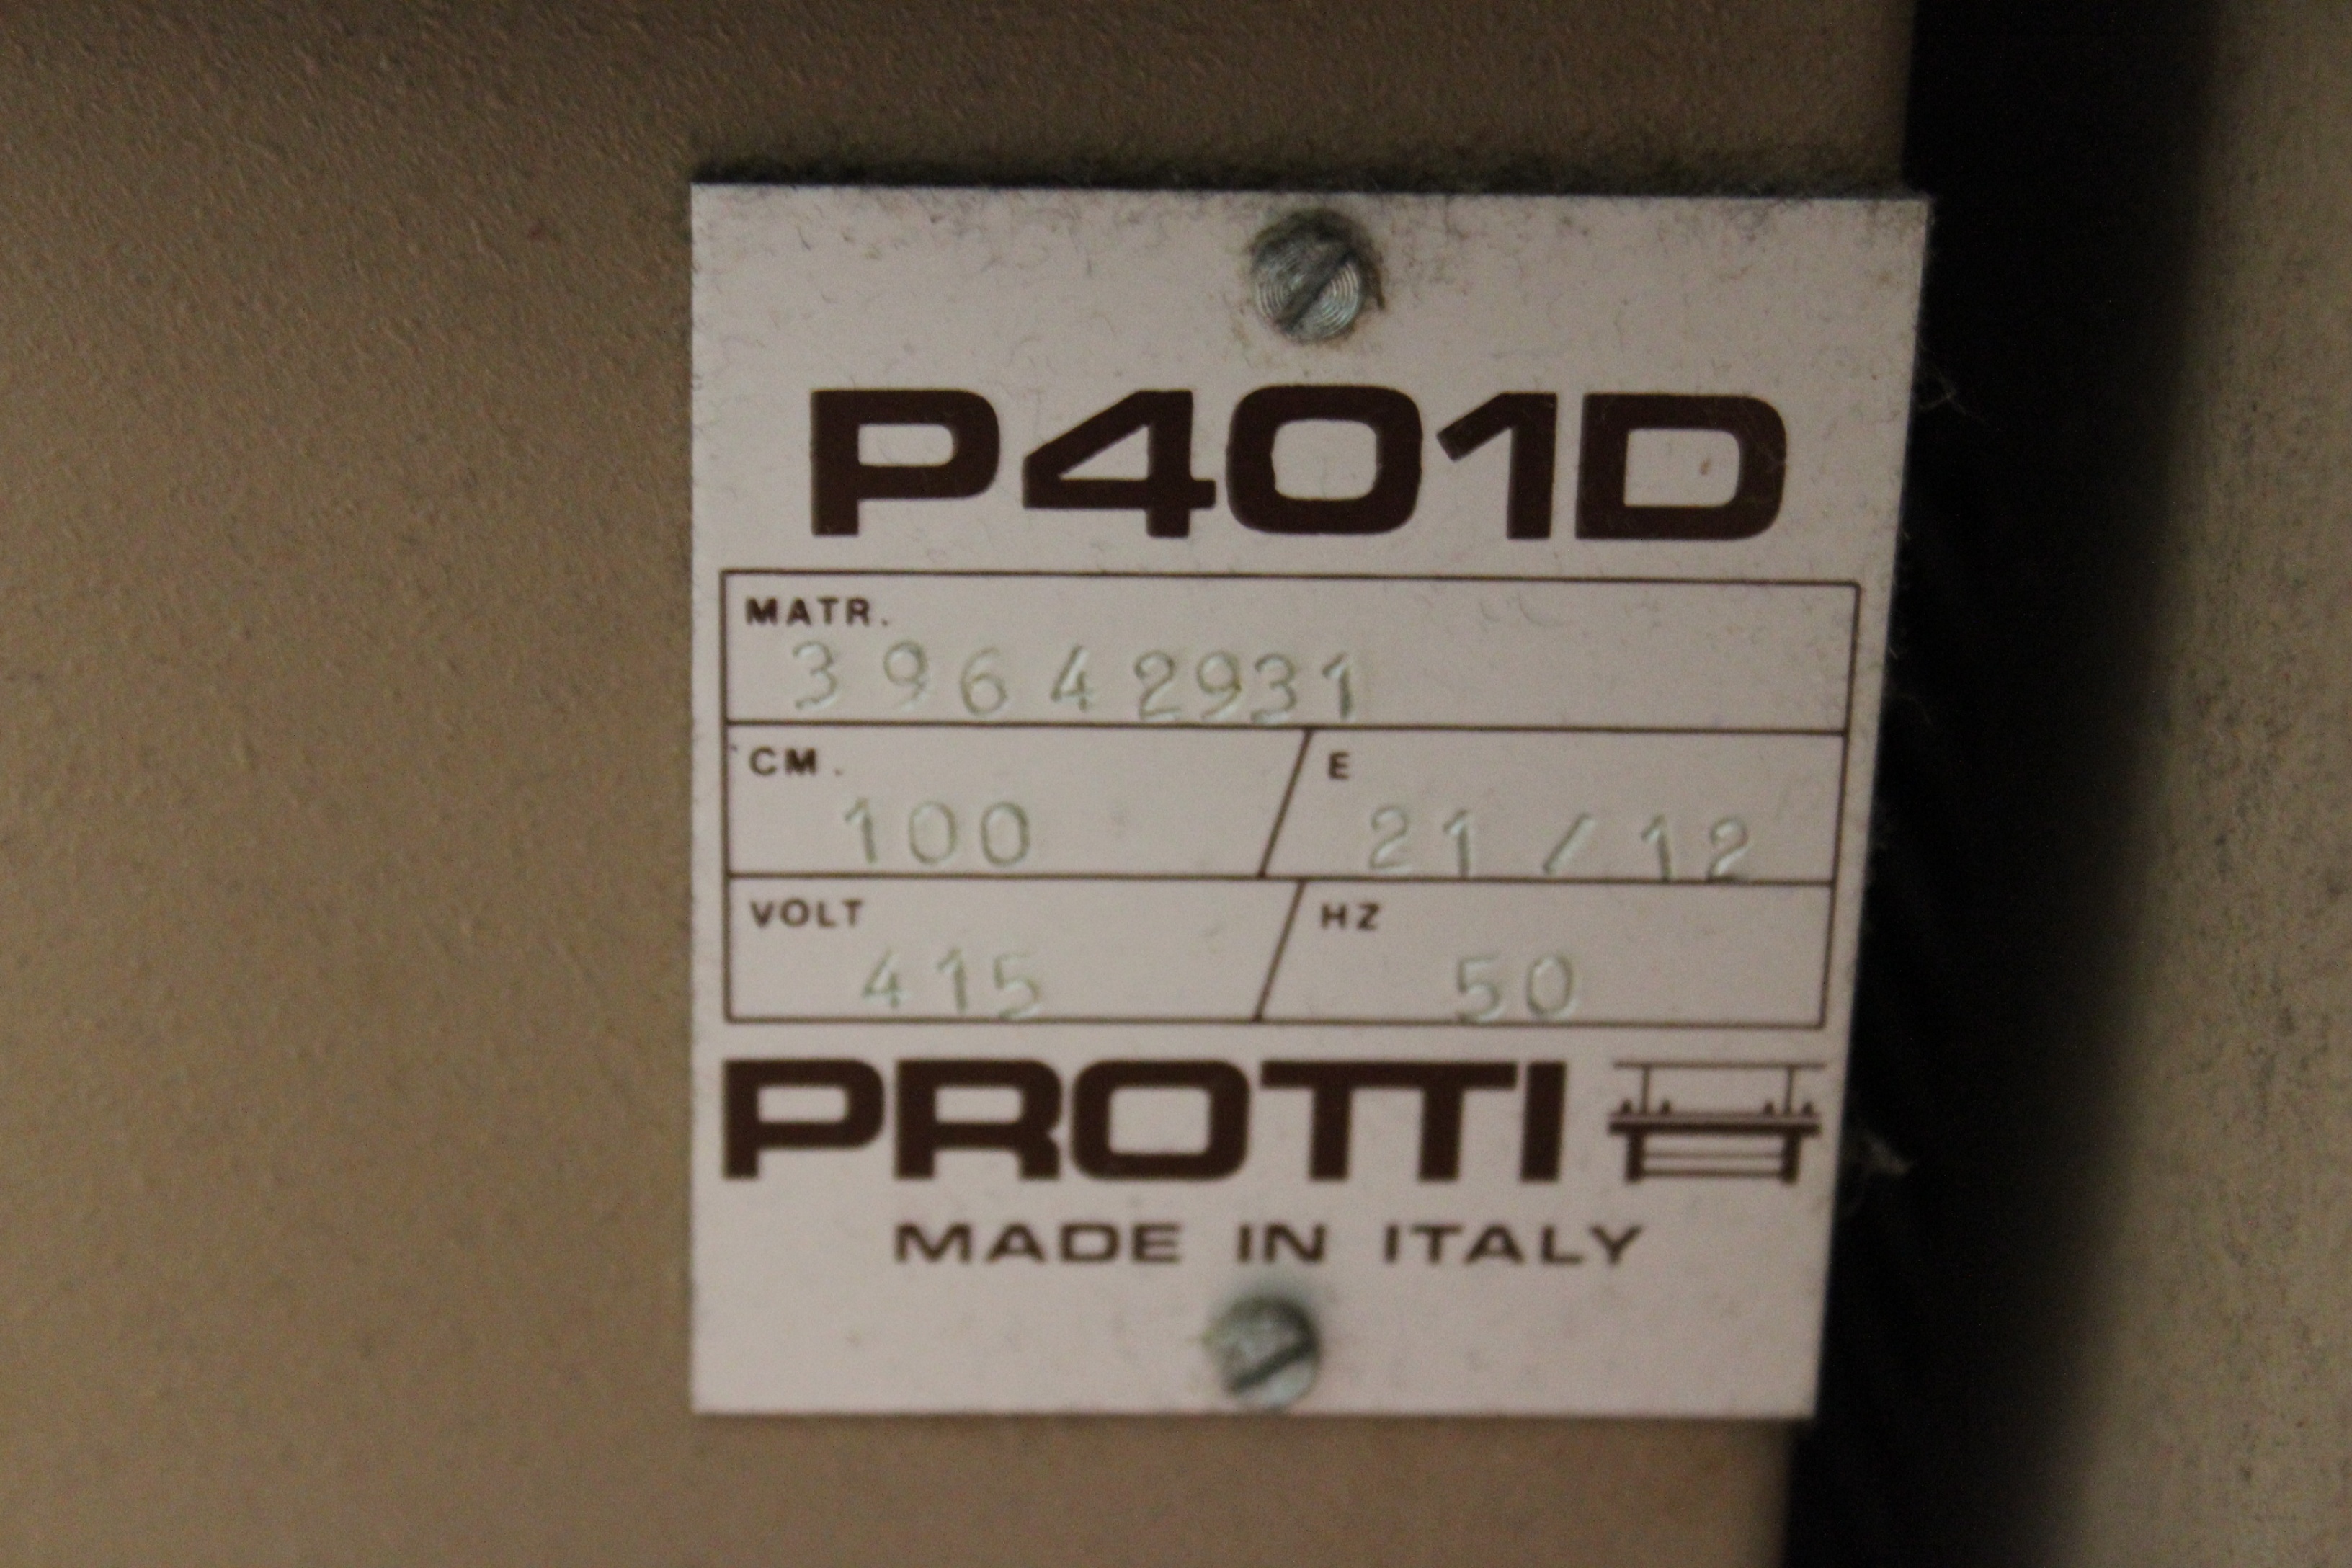 P401D
MATR.
39642931
CM. E
100 21/12
VOLT HZ
415 50
PROTTI
MADE IN ITALY